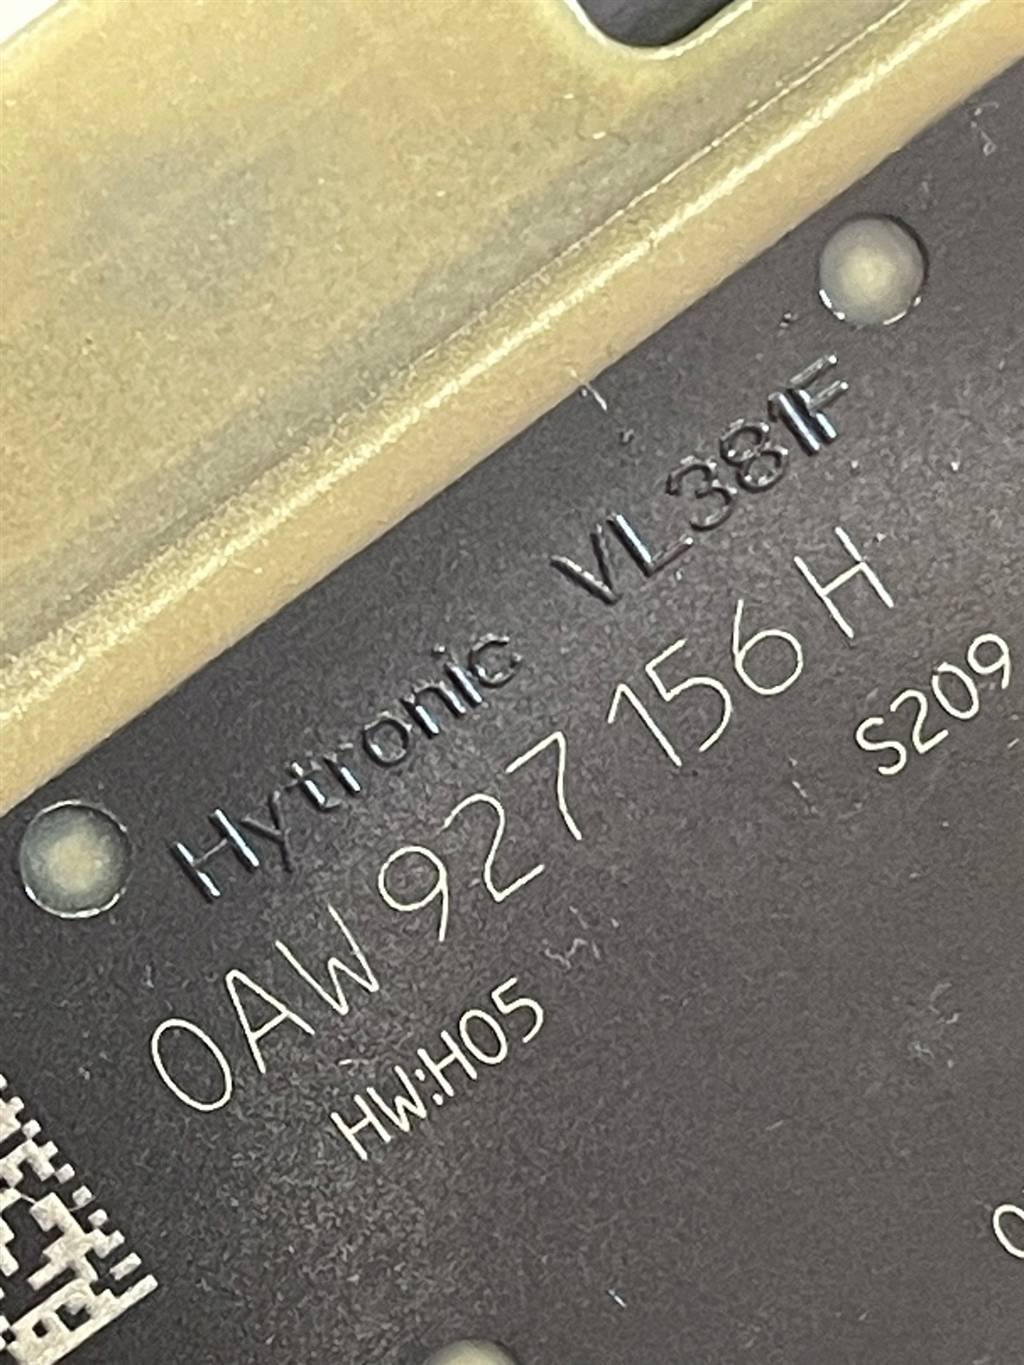 Hytronic VL381F
0AW 927 156 H
HW:H05 S209